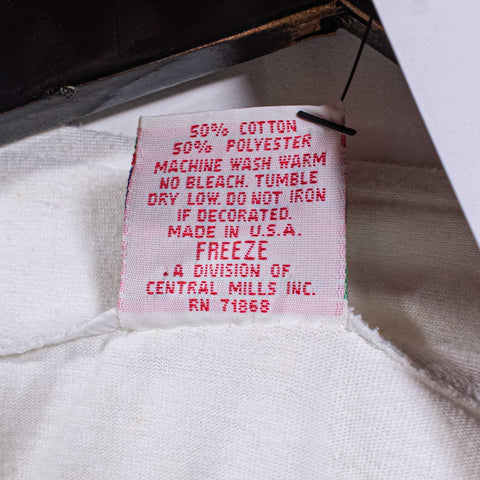 50% COTTON
50% POLYESTER
MACHINE WASH WARM
NO BLEACH. TUMBLE
DRY LOW. DO NOT IRON
IF DECORATED.
MADE IN U.S.A.
FREEZE
A DIVISION OF
CENTRAL MILLS INC.
RN 71868